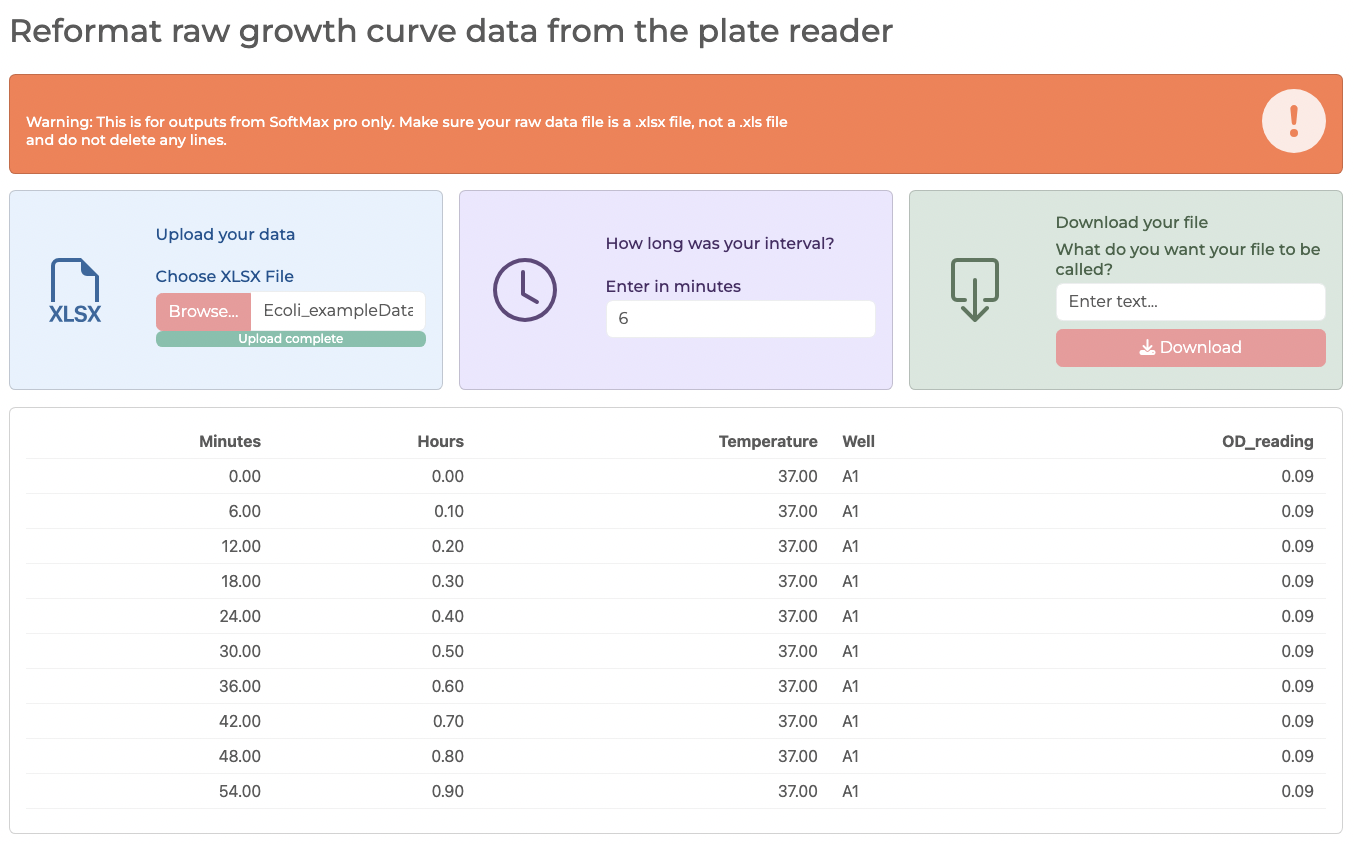 Reformat raw growth curve data from the plate reader
Warning: This is for outputs from SoftMax pro only. Make sure your raw data file is a .xlsx file, not a .xls file
and do not delete any lines.
!
XLSX
Upload your data
Choose XLSX File
Browse... Ecoli_exampleData
Upload complete
How long was your interval?
Enter in minutes
6
Download your file
What do you want your file to be
called?
Enter text...
Download
Minutes Hours Temperature Well OD_reading
0.00 0.00 37.00 A1 0.09
6.00 0.10 37.00 A1 0.09
12.00 0.20 37.00 A1 0.09
18.00 0.30 37.00 A1 0.09
24.00 0.40 37.00 A1 0.09
30.00 0.50 37.00 A1 0.09
36.00 0.60 37.00 A1 0.09
42.00 0.70 37.00 A1 0.09
48.00 0.80 37.00 A1 0.09
54.00 0.90 37.00 A1 0.09